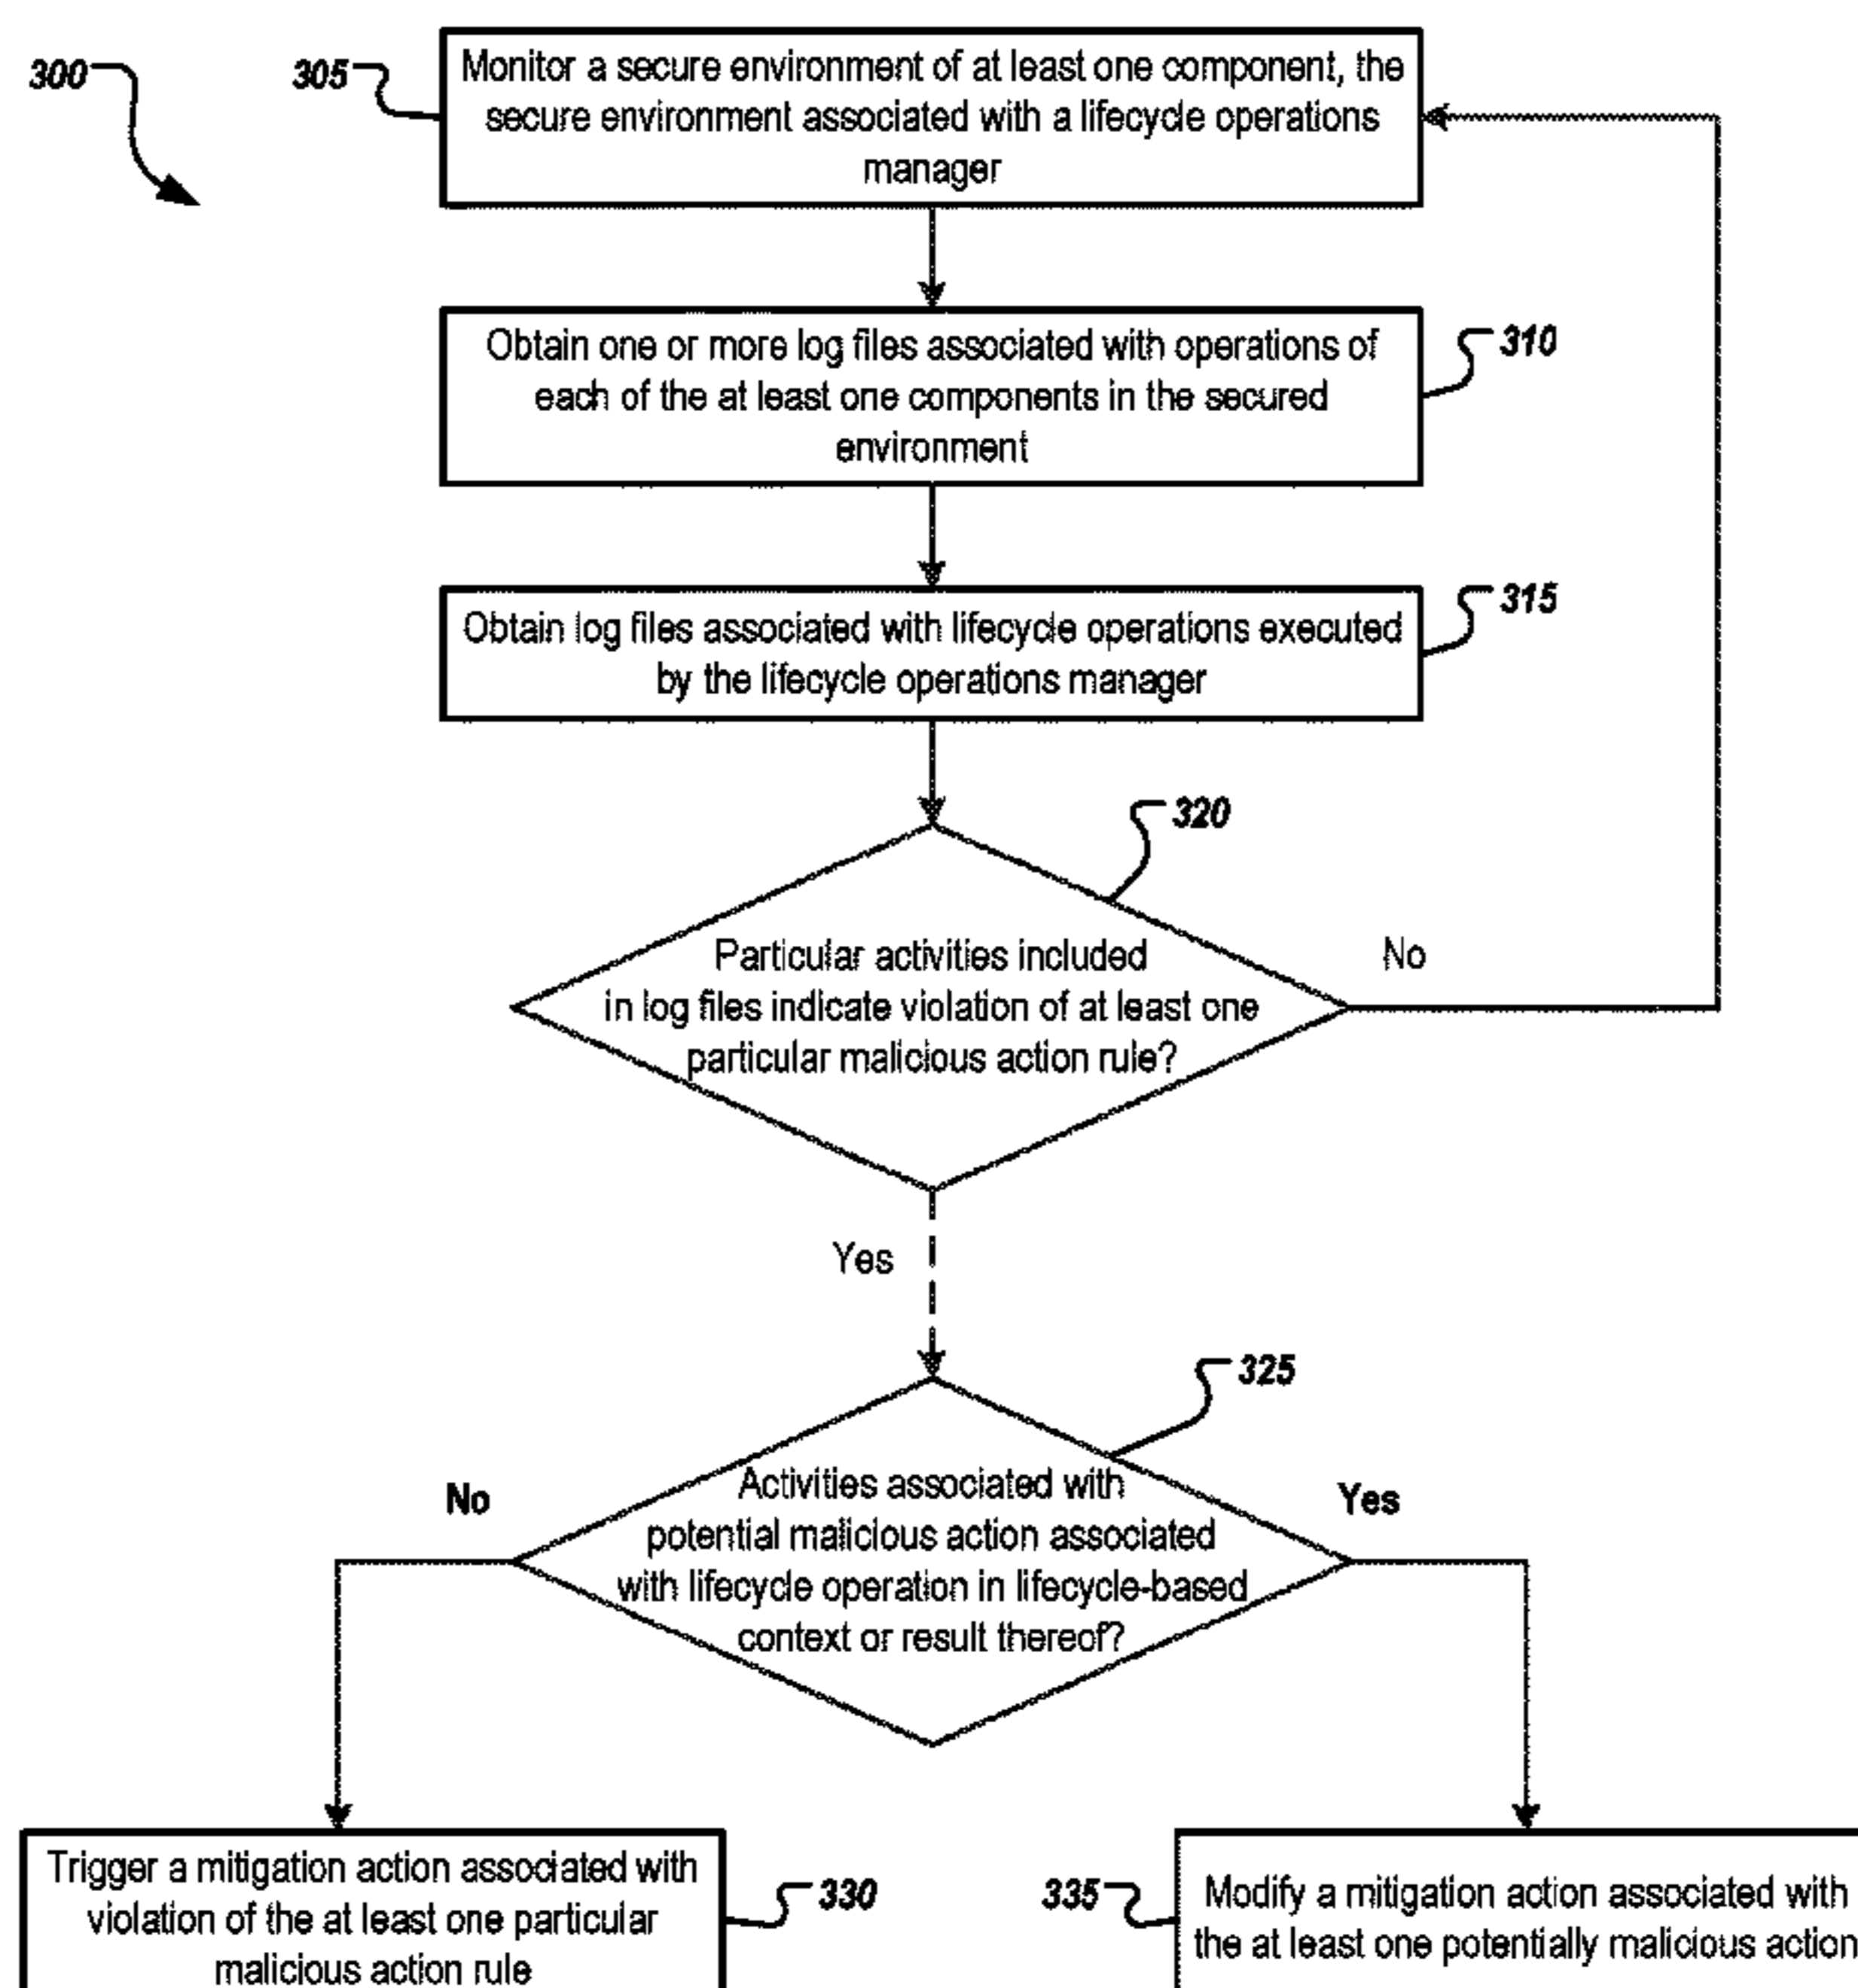 300
305
Monitor a secure environment of at least one component, the
secure environment associated with a lifecycle operations
manager
Obtain one or more log files associated with operations of
each of the at least one components in the secured
environment
310
Obtain log files associated with lifecycle operations executed
by the lifecycle operations manager
315
320
Particular activities included
in log files indicate violation of at least one
particular malicious action rule?
No
Yes
325
Activities associated with
potential malicious action associated
with lifecycle operation in lifecycle-based
context or result thereof?
No
Yes
Trigger a mitigation action associated with
violation of the at least one particular
malicious action rule
330
335
Modify a mitigation action associated with
the at least one potentially malicious action